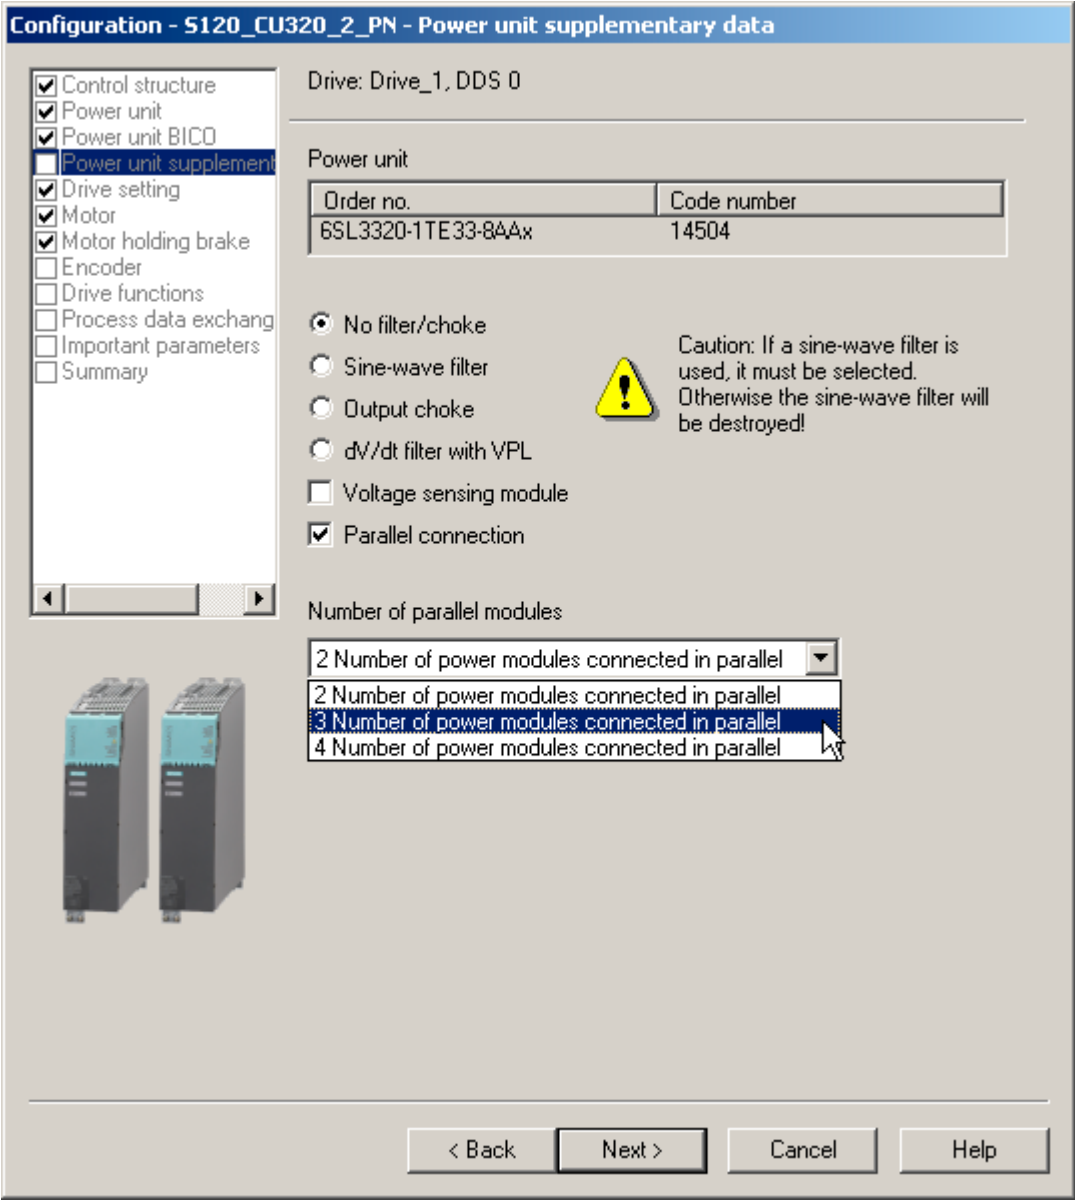 Configuration - S120_CU320_2_PN - Power unit supplementary data
Control structure
Power unit
Power unit BICO
Power unit supplement
Drive setting
Motor
Motor holding brake
Encoder
Drive functions
Process data exchang
Important parameters
Summary
Drive: Drive_1, DDS 0
Power unit
Order no. Code number
6SL3320-1TE33-8AAx 14504
No filter/choke
Sine-wave filter
Output choke
dV/dt filter with VPL
Voltage sensing module
Parallel connection
Caution: If a sine-wave filter is
used, it must be selected.
Otherwise the sine-wave filter will
be destroyed!
Number of parallel modules
2 Number of power modules connected in parallel
2 Number of power modules connected in parallel
3 Number of power modules connected in parallel
4 Number of power modules connected in parallel
< Back Next > Cancel Help